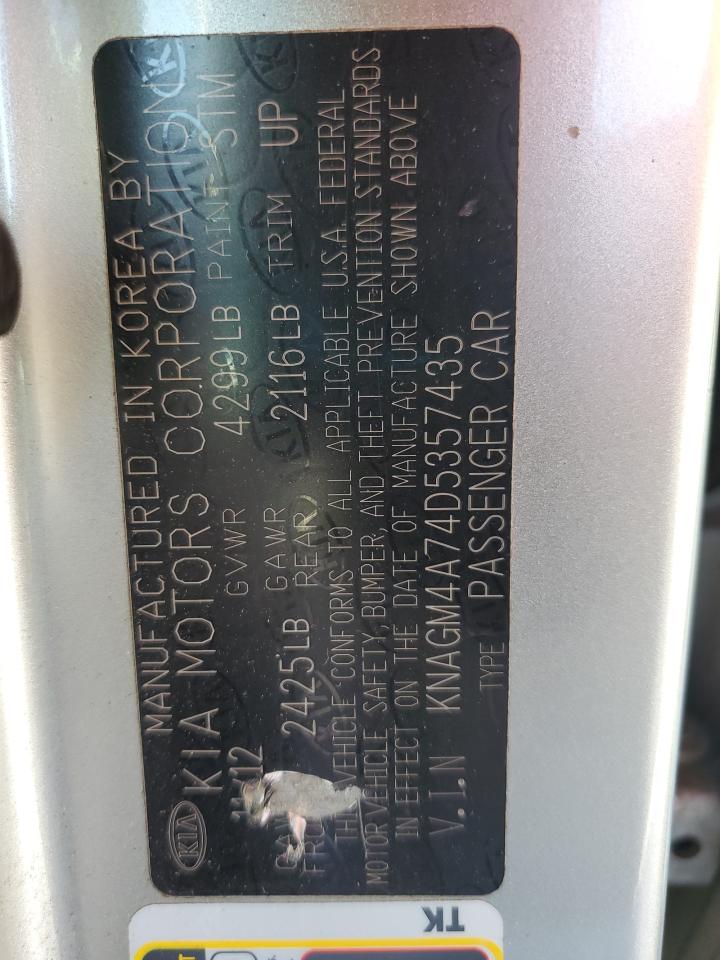 KIA
MANUFACTURED IN KOREA BY
KIA MOTORS CORPORATION
12 GVWR 4299LB PAINT STM
GAWR
2425LB REAR 2116LB TRIM UP
THIS VEHICLE CONFORMS TO ALL APPLICABLE U.S.A. FEDERAL
MOTOR VEHICLE SAFETY, BUMPER, AND THEFT PREVENTION STANDARDS
IN EFFECT ON THE DATE OF MANUFACTURE SHOWN ABOVE
V.I.N KNAGM4A74D5357435
TYPE PASSENGER CAR
TK